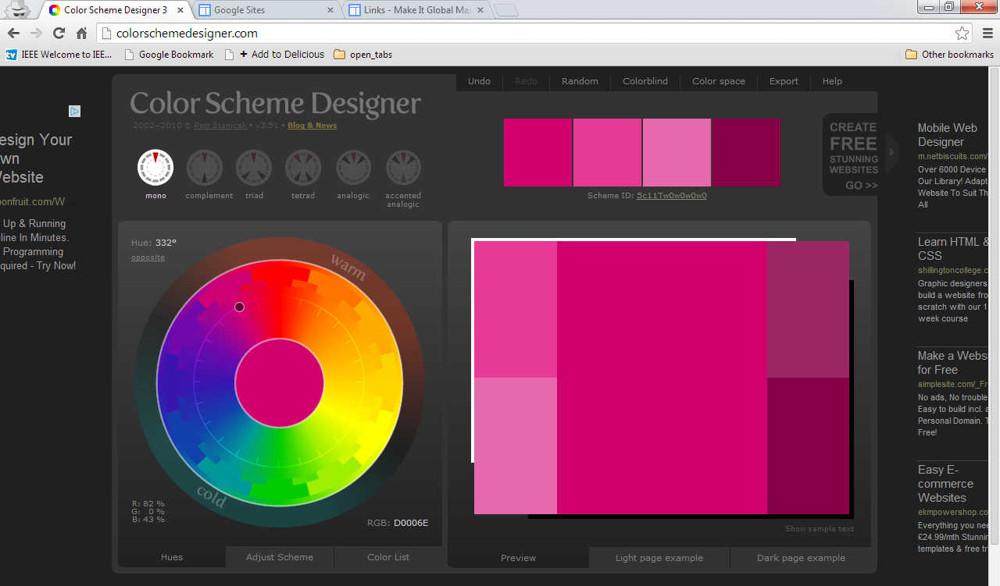 Color Scheme Designer 3
Google Sites
Links - Make It Global Ma
colorschemedesigner.com
IEEE Welcome to IEE...
Google Bookmark
+ Add to Delicious
open_tabs
Other bookmarks
Undo
Redo
Random
Colorblind
Color space
Export
Help
Color Scheme Designer
2002–2010 © Petr Stanicek • v3.51 • Blog & News
mono
complement
triad
tetrad
analogic
accented
analogic
Scheme ID: 5c11Tw0w0w0w0
CREATE
FREE
STUNNING
WEBSITES
GO >>
esign Your
wn
ebsite
oonfruit.com/W...
Up & Running
line In Minutes.
Programming
quired - Try Now!
Hue: 332°
opposite
warm
cold
R: 82 %
G: 0 %
B: 43 %
RGB: D0006E
Hues
Adjust Scheme
Color List
Show sample text
Preview
Light page example
Dark page example
Mobile Web
Designer
m.netbiscuits.com/
Over 6000 Device
Our Library! Adapt
Website To Suit Th
All
Learn HTML &
CSS
shillingtoncollege.c
Graphic designers
build a website fro
scratch with our 1
week course
Make a Webs
for Free
simplesite.com/_Fr
No ads, No trouble
Easy to build incl. a
Personal Domain. T
Free!
Easy E-
commerce
Websites
ekmpowershop.co
Everything you nee
£24.99/mth Stunnin
templates & free tr